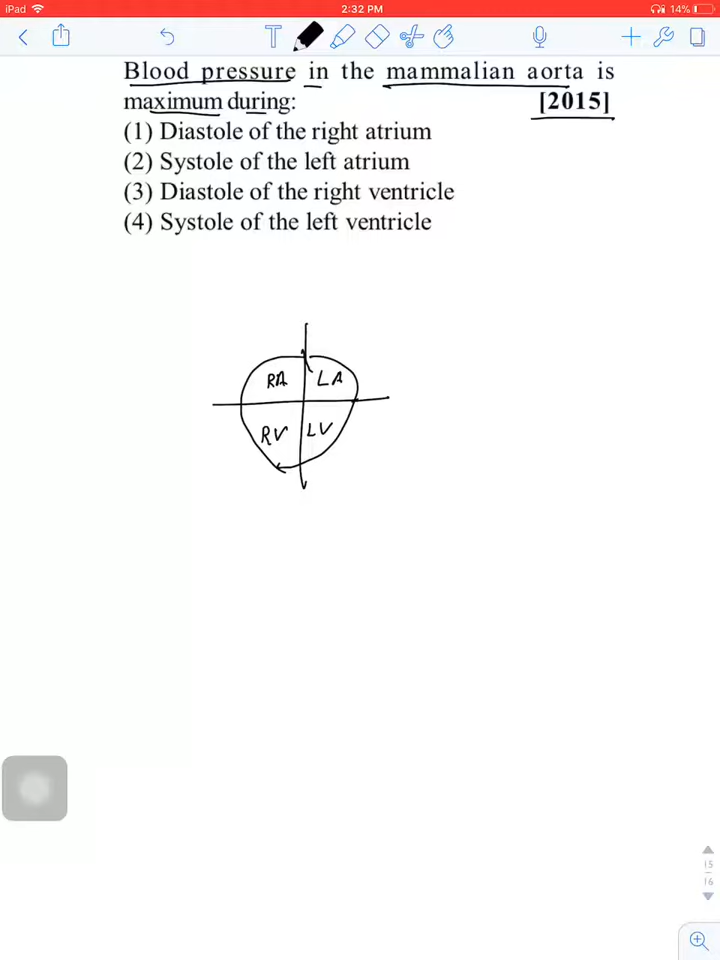 iPad 2:32 PM 14%
T
Blood pressure in the mammalian aorta is
maximum during: [2015]
(1) Diastole of the right atrium
(2) Systole of the left atrium
(3) Diastole of the right ventricle
(4) Systole of the left ventricle
RA LA
RV LV
15
16